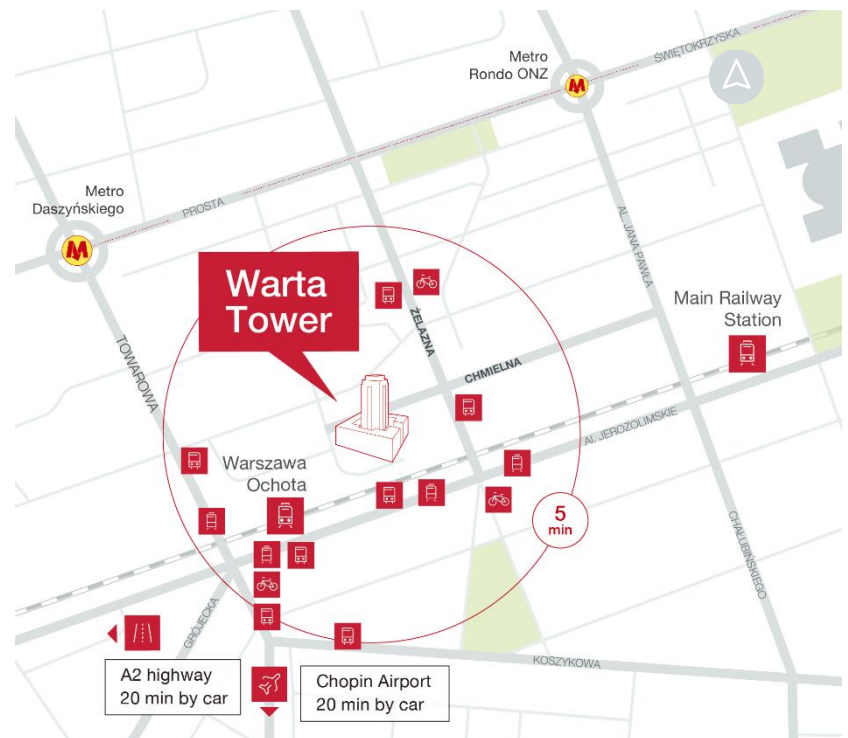 Metro
Rondo ONZ
ŚWIĘTOKRZYSKA
M
Metro
Daszyńskiego
M
PROSTA
AL. JANA PAWŁA
Warta
Tower
Main Railway
Station
ŻELAZNA
TOWAROWA
CHMIELNA
AL. JEROZOLIMSKIE
Warszawa
Ochota
5
min
CHAŁUBIŃSKIEGO
GRÓJECKA
KOSZYKOWA
A2 highway
20 min by car
Chopin Airport
20 min by car